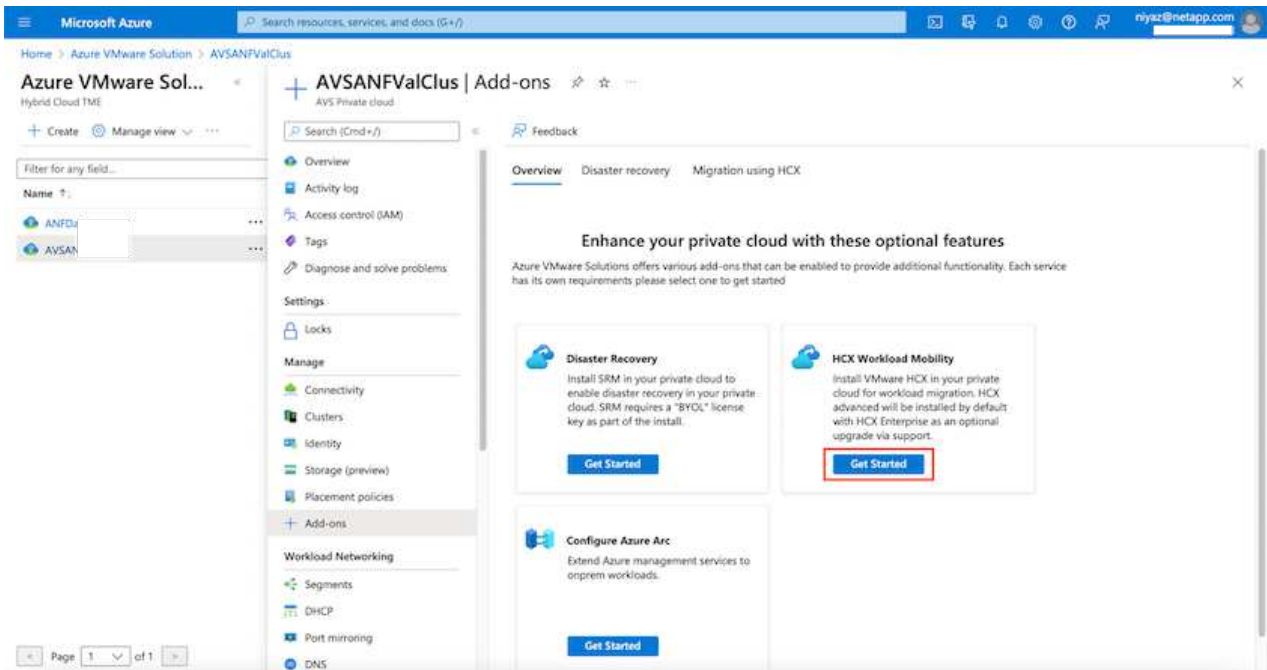 Microsoft Azure
Search resources, services, and docs (G+/)
niyaz@netapp.com
Home > Azure VMware Solution > AVSANFValClus
Azure VMware Sol...
Hybrid Cloud TME
+ Create
Manage view
Filter for any field...
Name ↑↓
ANFDa
AVSAN
Page 1 of 1
AVSANFValClus | Add-ons
AVS Private cloud
Search (Cmd+/)
Overview
Activity log
Access control (IAM)
Tags
Diagnose and solve problems
Settings
Locks
Manage
Connectivity
Clusters
Identity
Storage (preview)
Placement policies
Add-ons
Workload Networking
Segments
DHCP
Port mirroring
DNS
Feedback
Overview Disaster recovery Migration using HCX
Enhance your private cloud with these optional features
Azure VMware Solutions offers various add-ons that can be enabled to provide additional functionality. Each service
has its own requirements please select one to get started
Disaster Recovery
Install SRM in your private cloud to
enable disaster recovery in your private
cloud. SRM requires a "BYOL" license
key as part of the install.
Get Started
HCX Workload Mobility
Install VMware HCX in your private
cloud for workload migration. HCX
advanced will be installed by default
with HCX Enterprise as an optional
upgrade via support.
Get Started
Configure Azure Arc
Extend Azure management services to
onprem workloads.
Get Started